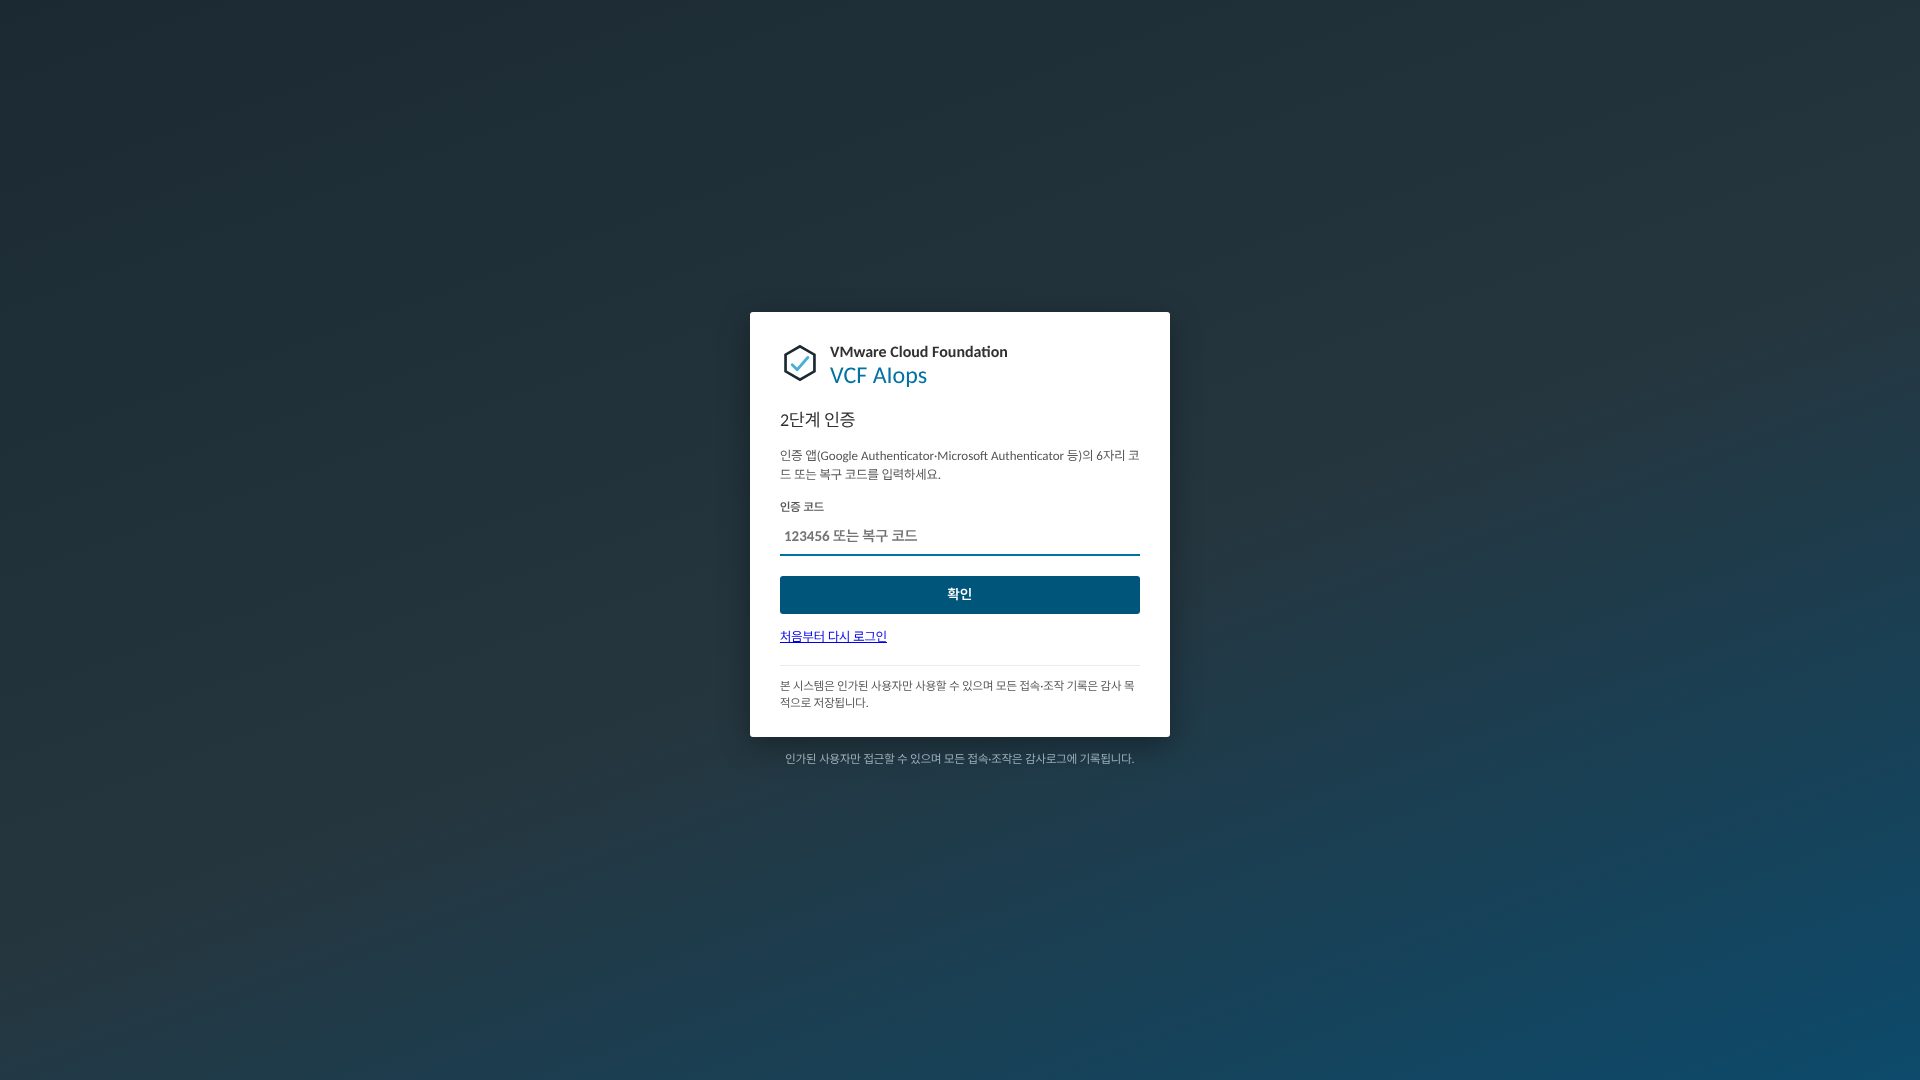 VMware Cloud Foundation
VCF AIops
2단계 인증
인증 앱(Google Authenticator·Microsoft Authenticator 등)의 6자리 코
드 또는 복구 코드를 입력하세요.
인증 코드
123456 또는 복구 코드
확인
처음부터 다시 로그인
본 시스템은 인가된 사용자만 사용할 수 있으며 모든 접속·조작 기록은 감사 목
적으로 저장됩니다.
인가된 사용자만 접근할 수 있으며 모든 접속·조작은 감사로그에 기록됩니다.